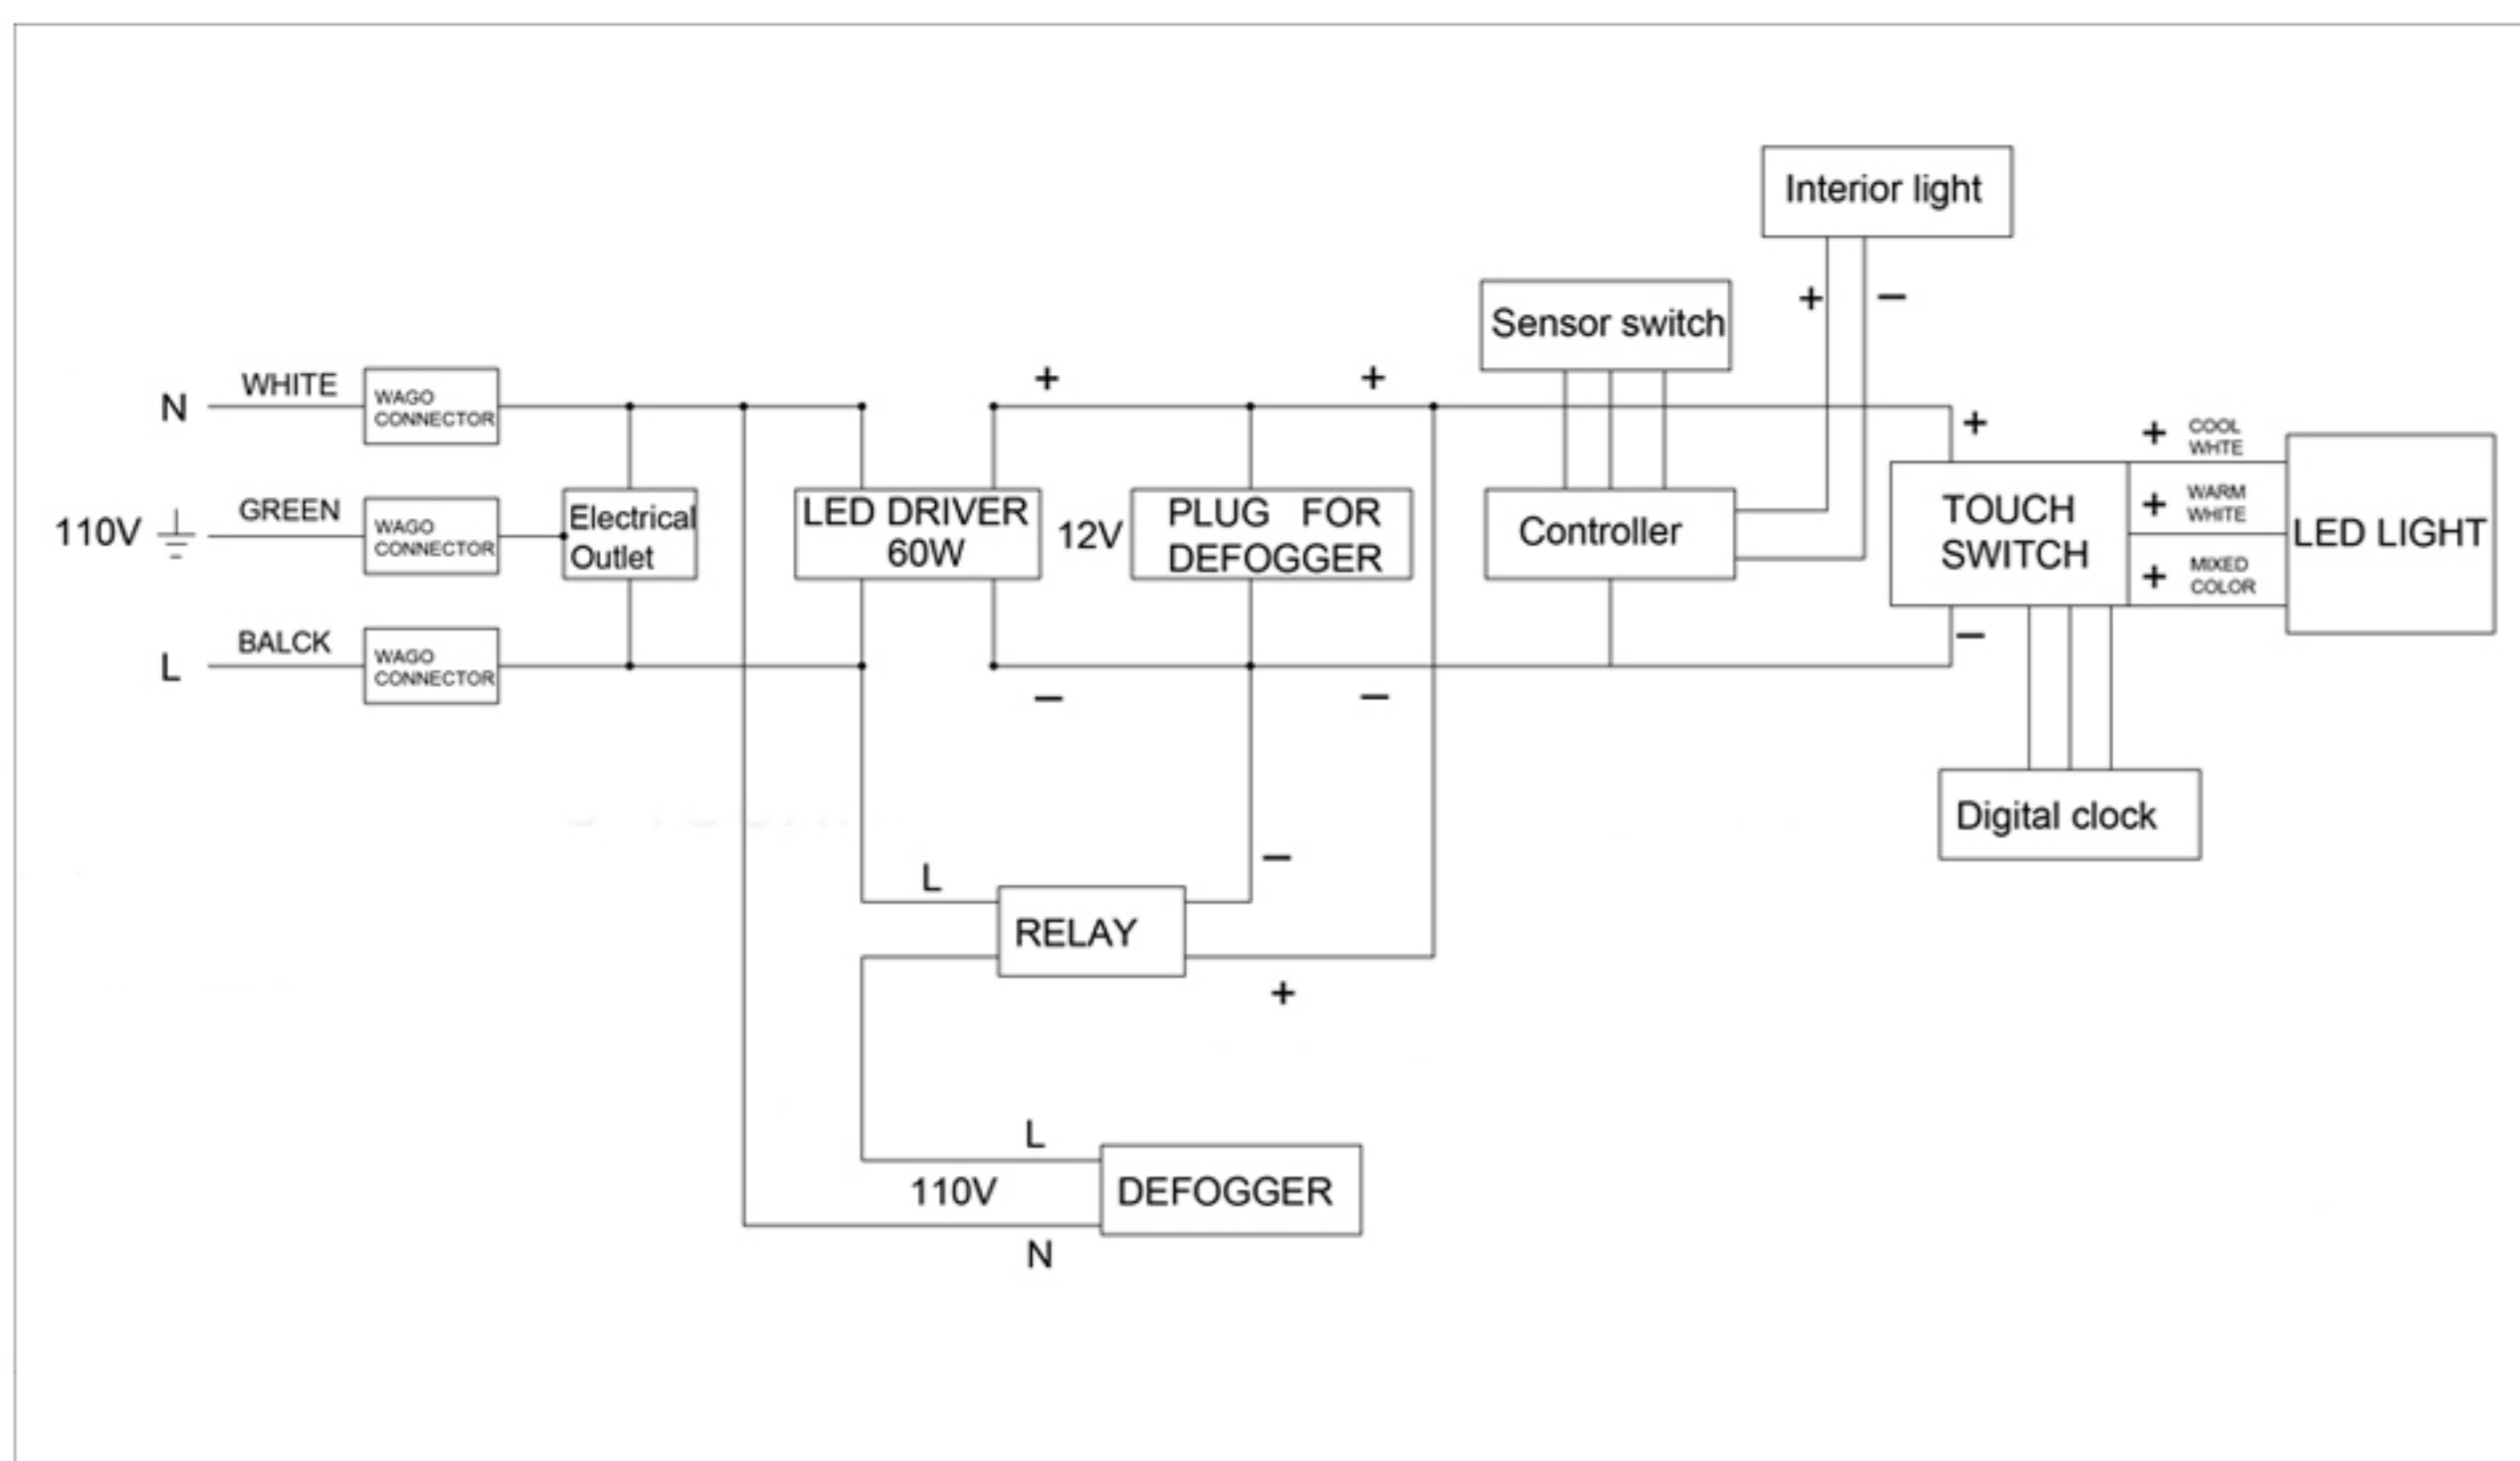 Interior light
+
−
Sensor switch
N
WHITE
WAGO
CONNECTOR
+
+
+
+
COOL
WHTE
110V
GREEN
WAGO
CONNECTOR
Electrical
Outlet
LED DRIVER
60W
12V
PLUG FOR
DEFOGGER
Controller
TOUCH
SWITCH
+
WARM
WHITE
LED LIGHT
+
MIXED
COLOR
L
BALCK
WAGO
CONNECTOR
−
−
−
Digital clock
L
−
RELAY
+
L
110V
DEFOGGER
N